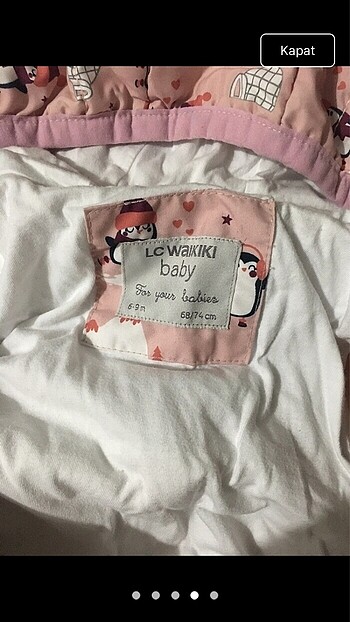 Kapat
LC WAIKIKI
baby
For your babies
6-9 m
68/74 cm